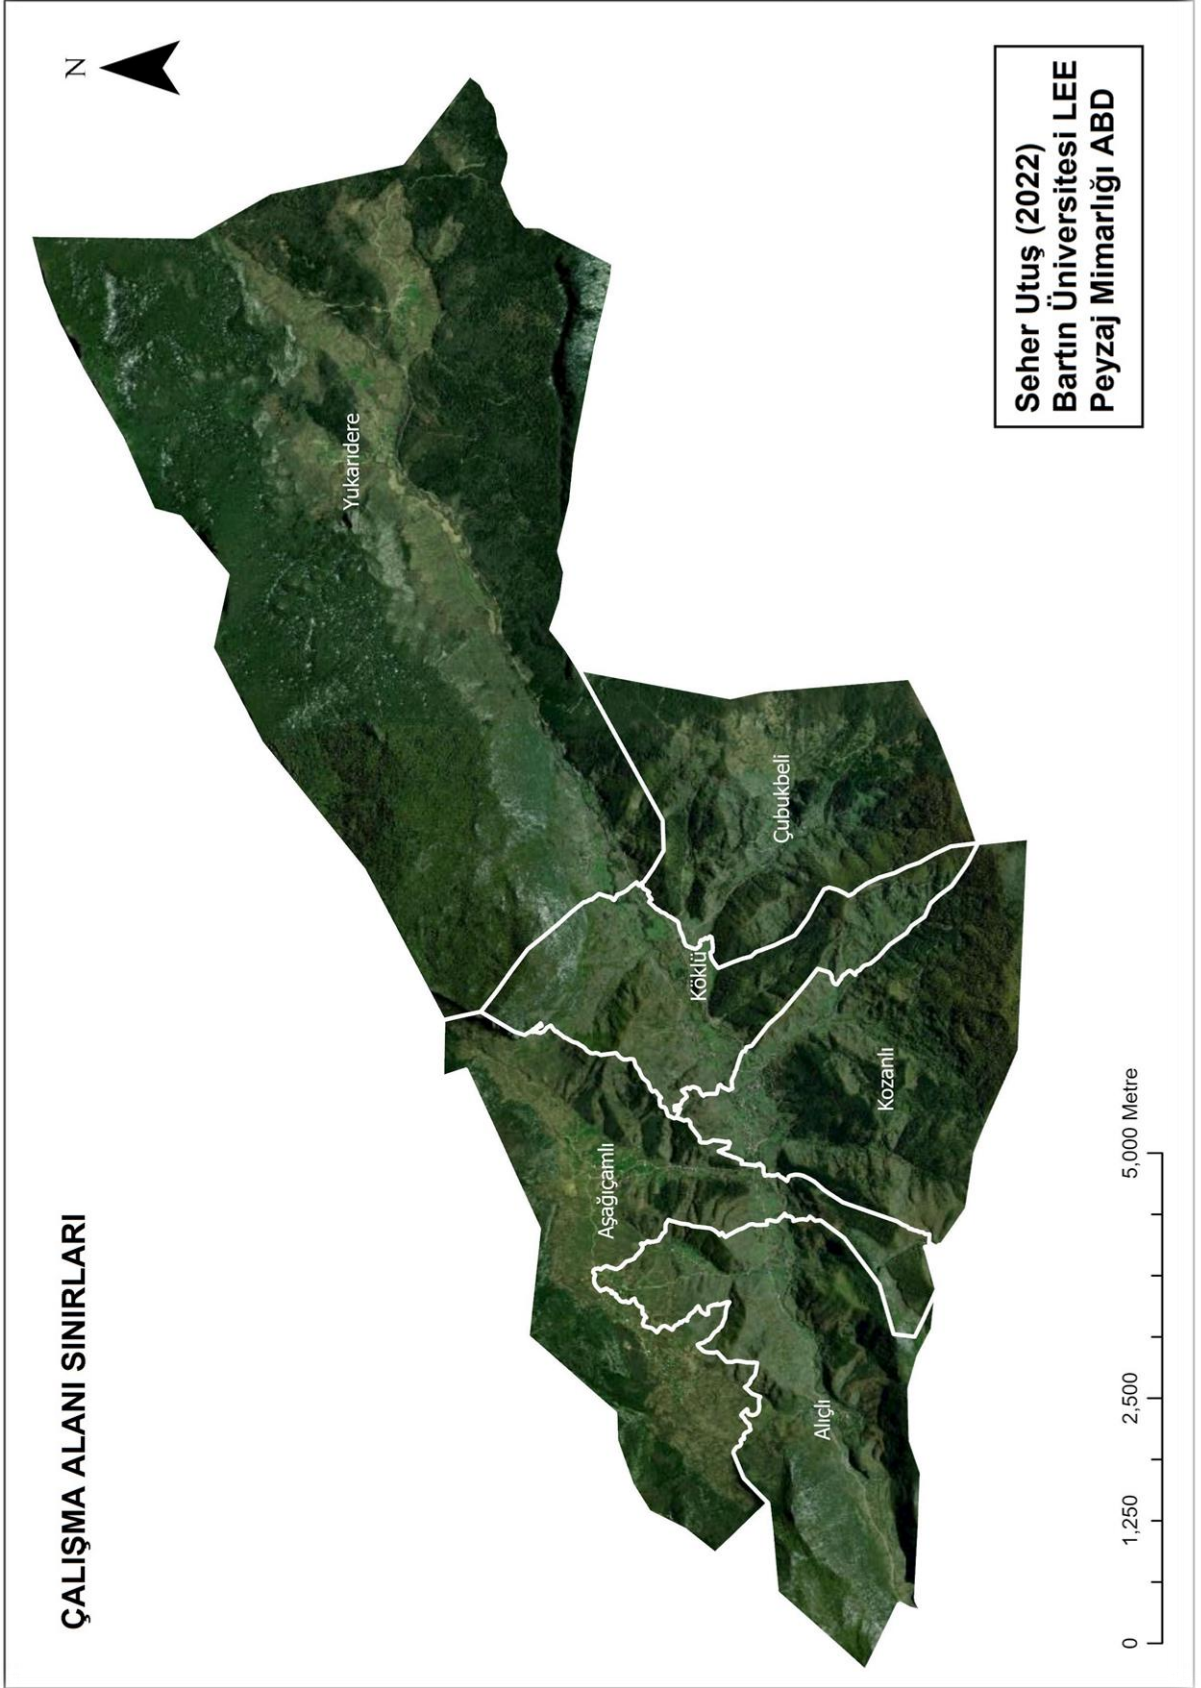 ÇALIŞMA ALANI SINIRLARI
N
Yukarıdere
Aşağıçamlı
Köklü
Çubukbeli
Alıçlı
Kozanlı
0 1,250 2,500 5,000 Metre
Seher Utuş (2022)
Bartın Üniversitesi LEE
Peyzaj Mimarlığı ABD